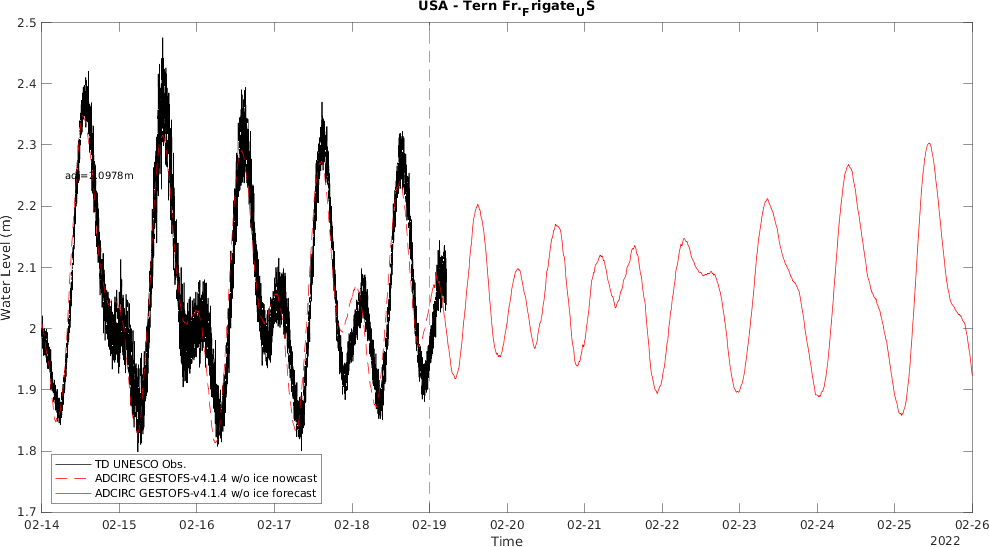 USA - Tern Fr.FrigateUS
2.5
2.4
2.3
adj=2.0978m
2.2
2.1
2
1.9
1.8
1.7
Water Level (m)
TD UNESCO Obs.
ADCIRC GESTOFS-v4.1.4 w/o ice nowcast
ADCIRC GESTOFS-v4.1.4 w/o ice forecast
02-14 02-15 02-16 02-17 02-18 02-19 02-20 02-21 02-22 02-23 02-24 02-25 02-26
Time
2022